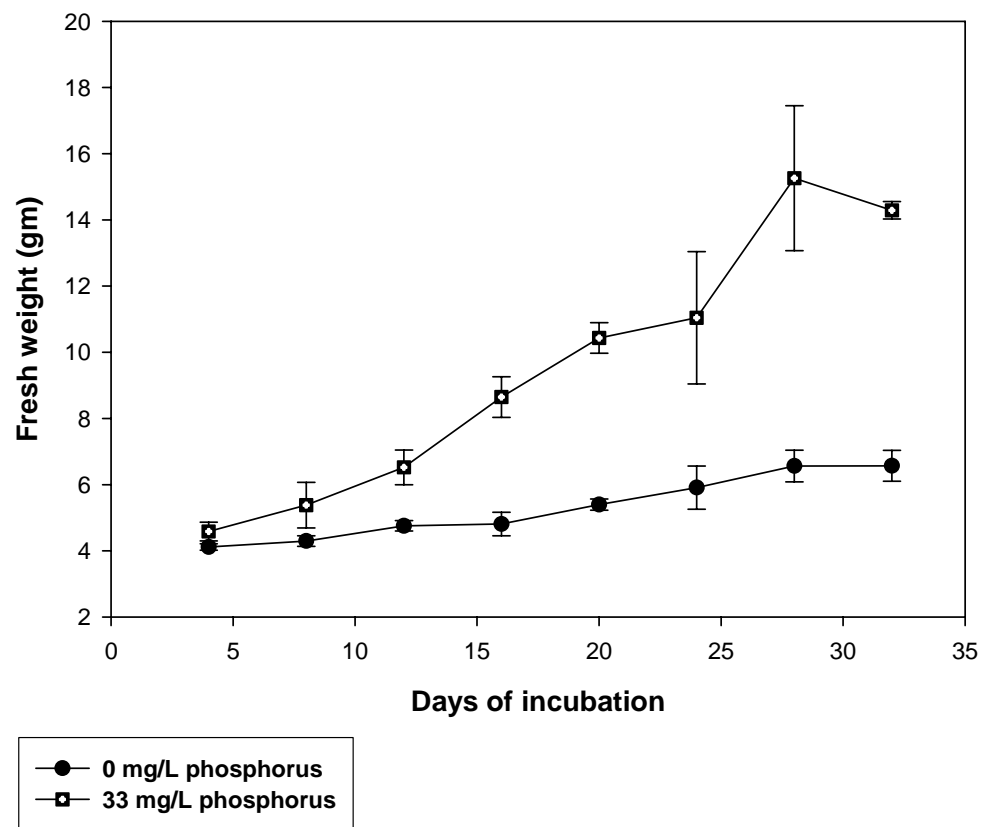 20
18
16
14
12
10
8
6
4
2
Fresh weight (gm)
0 5 10 15 20 25 30 35
Days of incubation
0 mg/L phosphorus
33 mg/L phosphorus